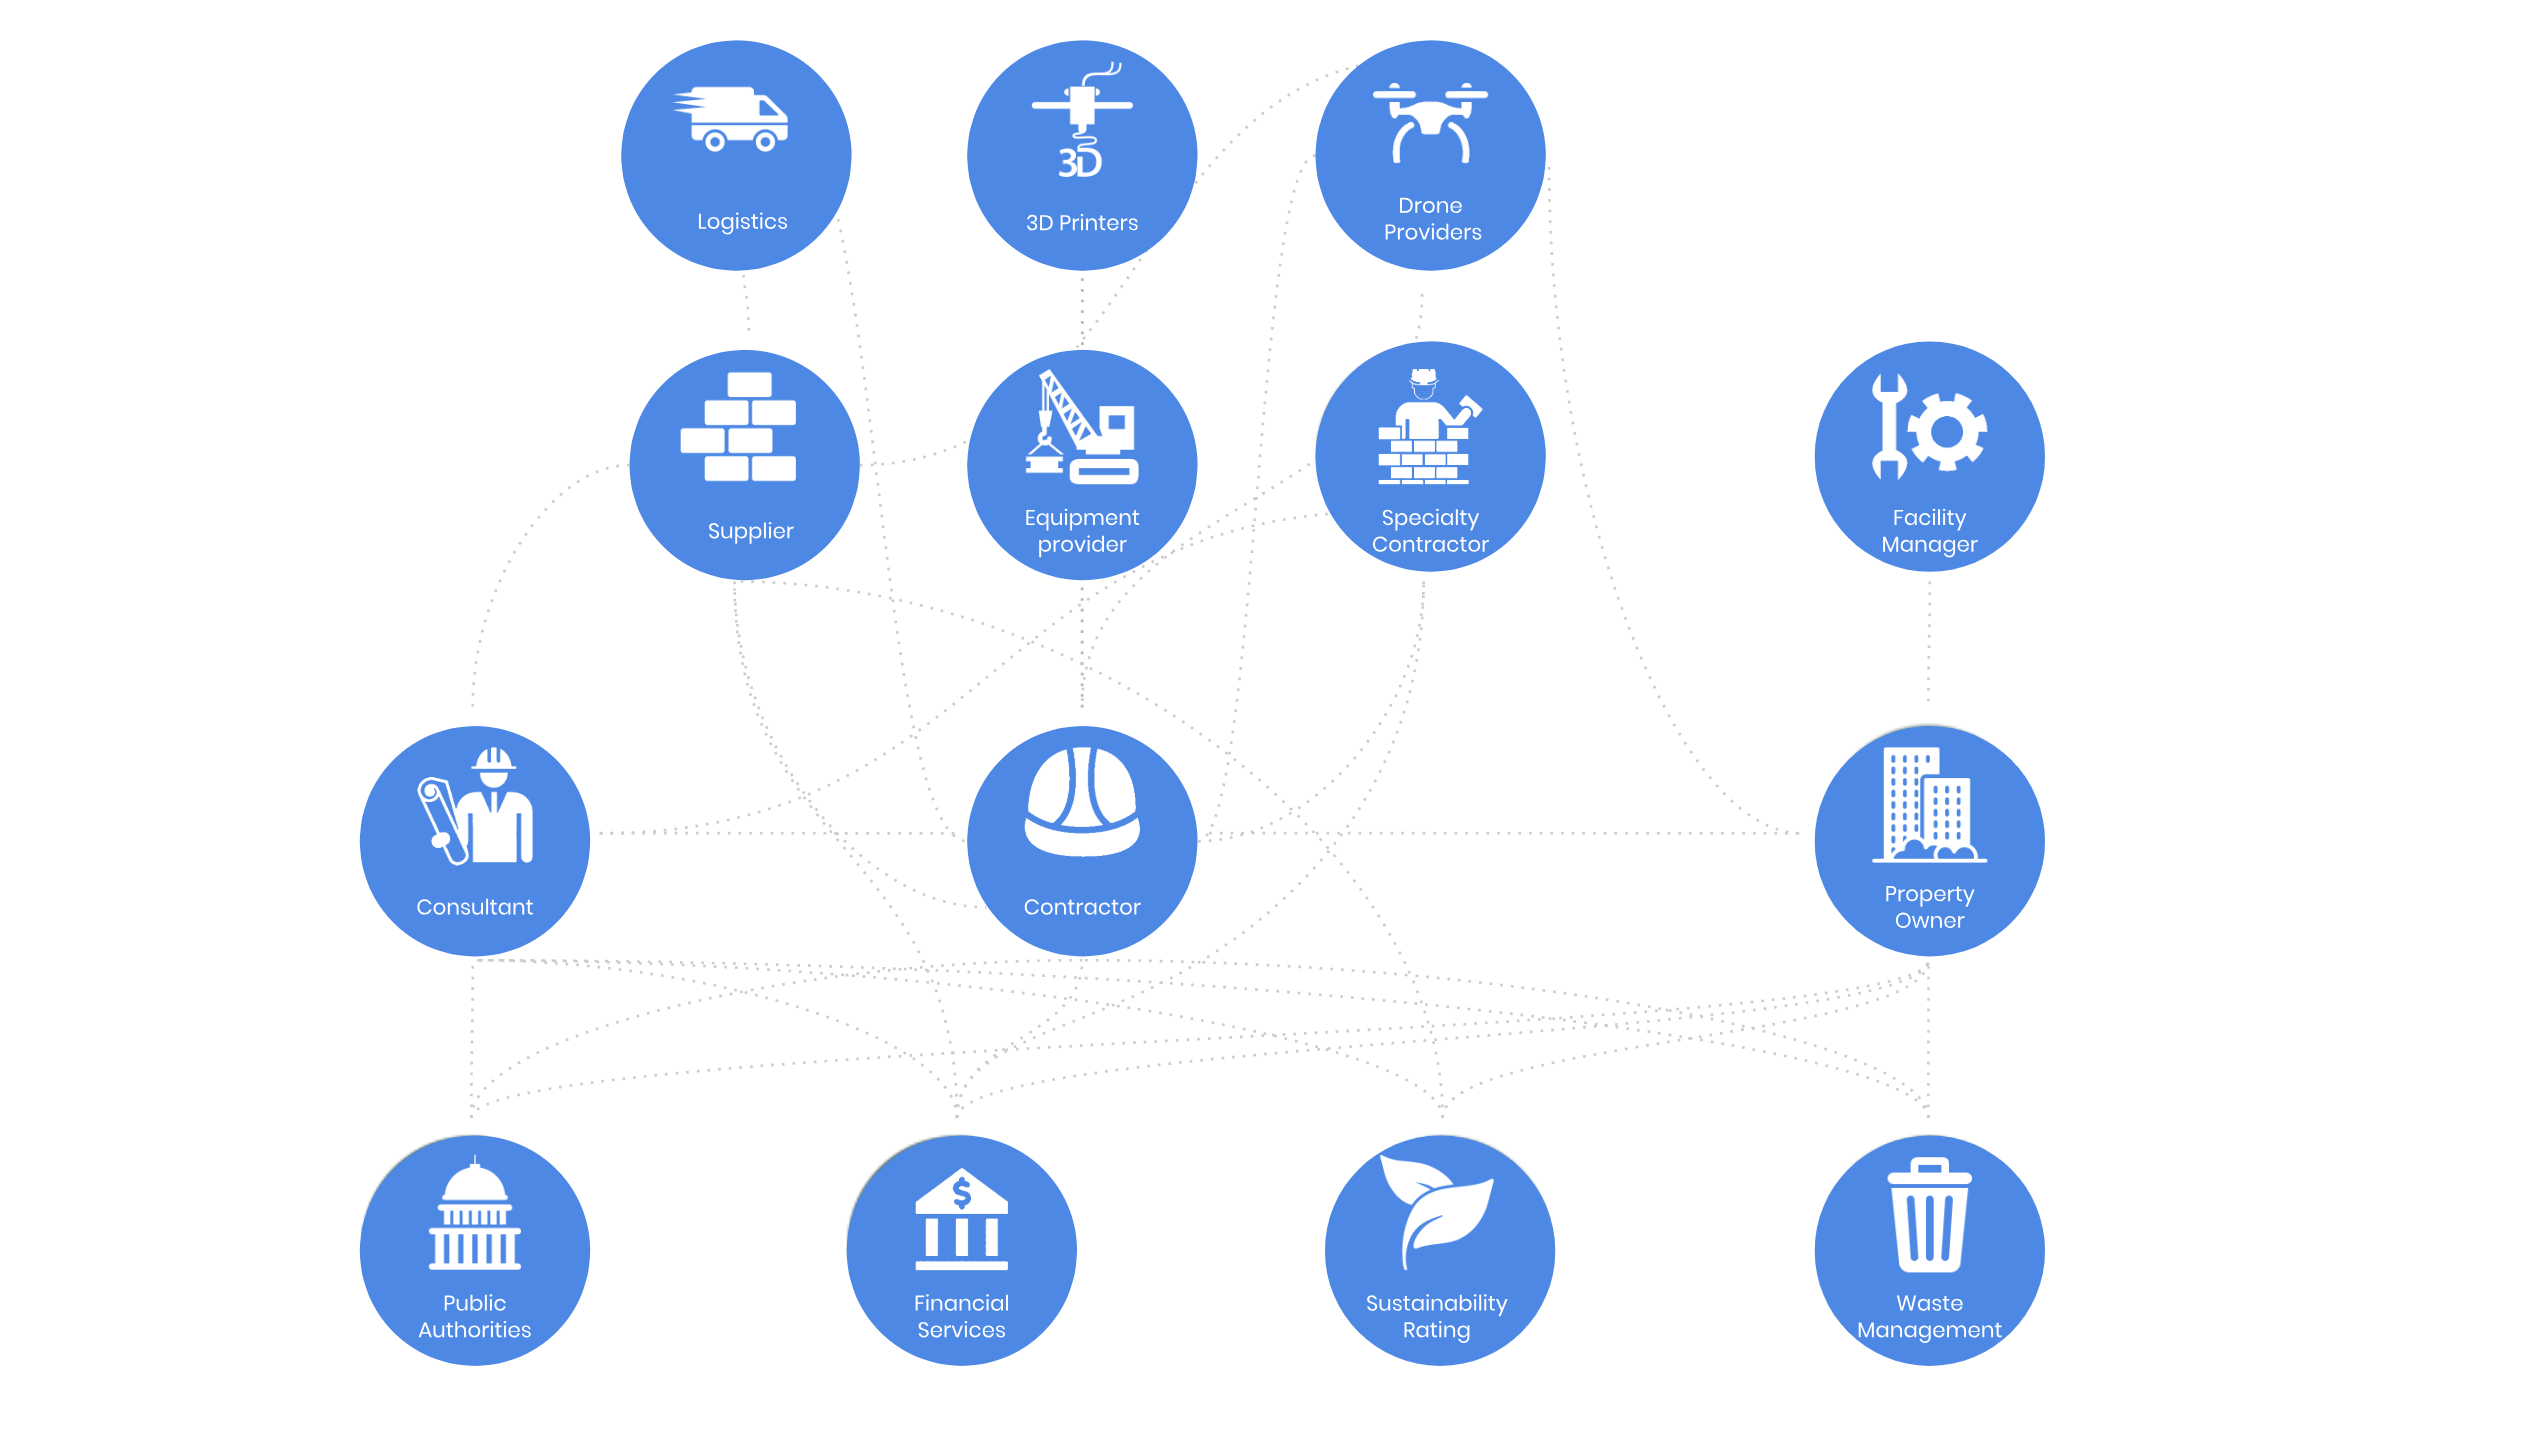 3D
Logistics
3D Printers
Drone
Providers
Supplier
Equipment
provider
Specialty
Contractor
Facility
Manager
Consultant
Contractor
Property
Owner
$
Public
Authorities
Financial
Services
Sustainability
Rating
Waste
Management